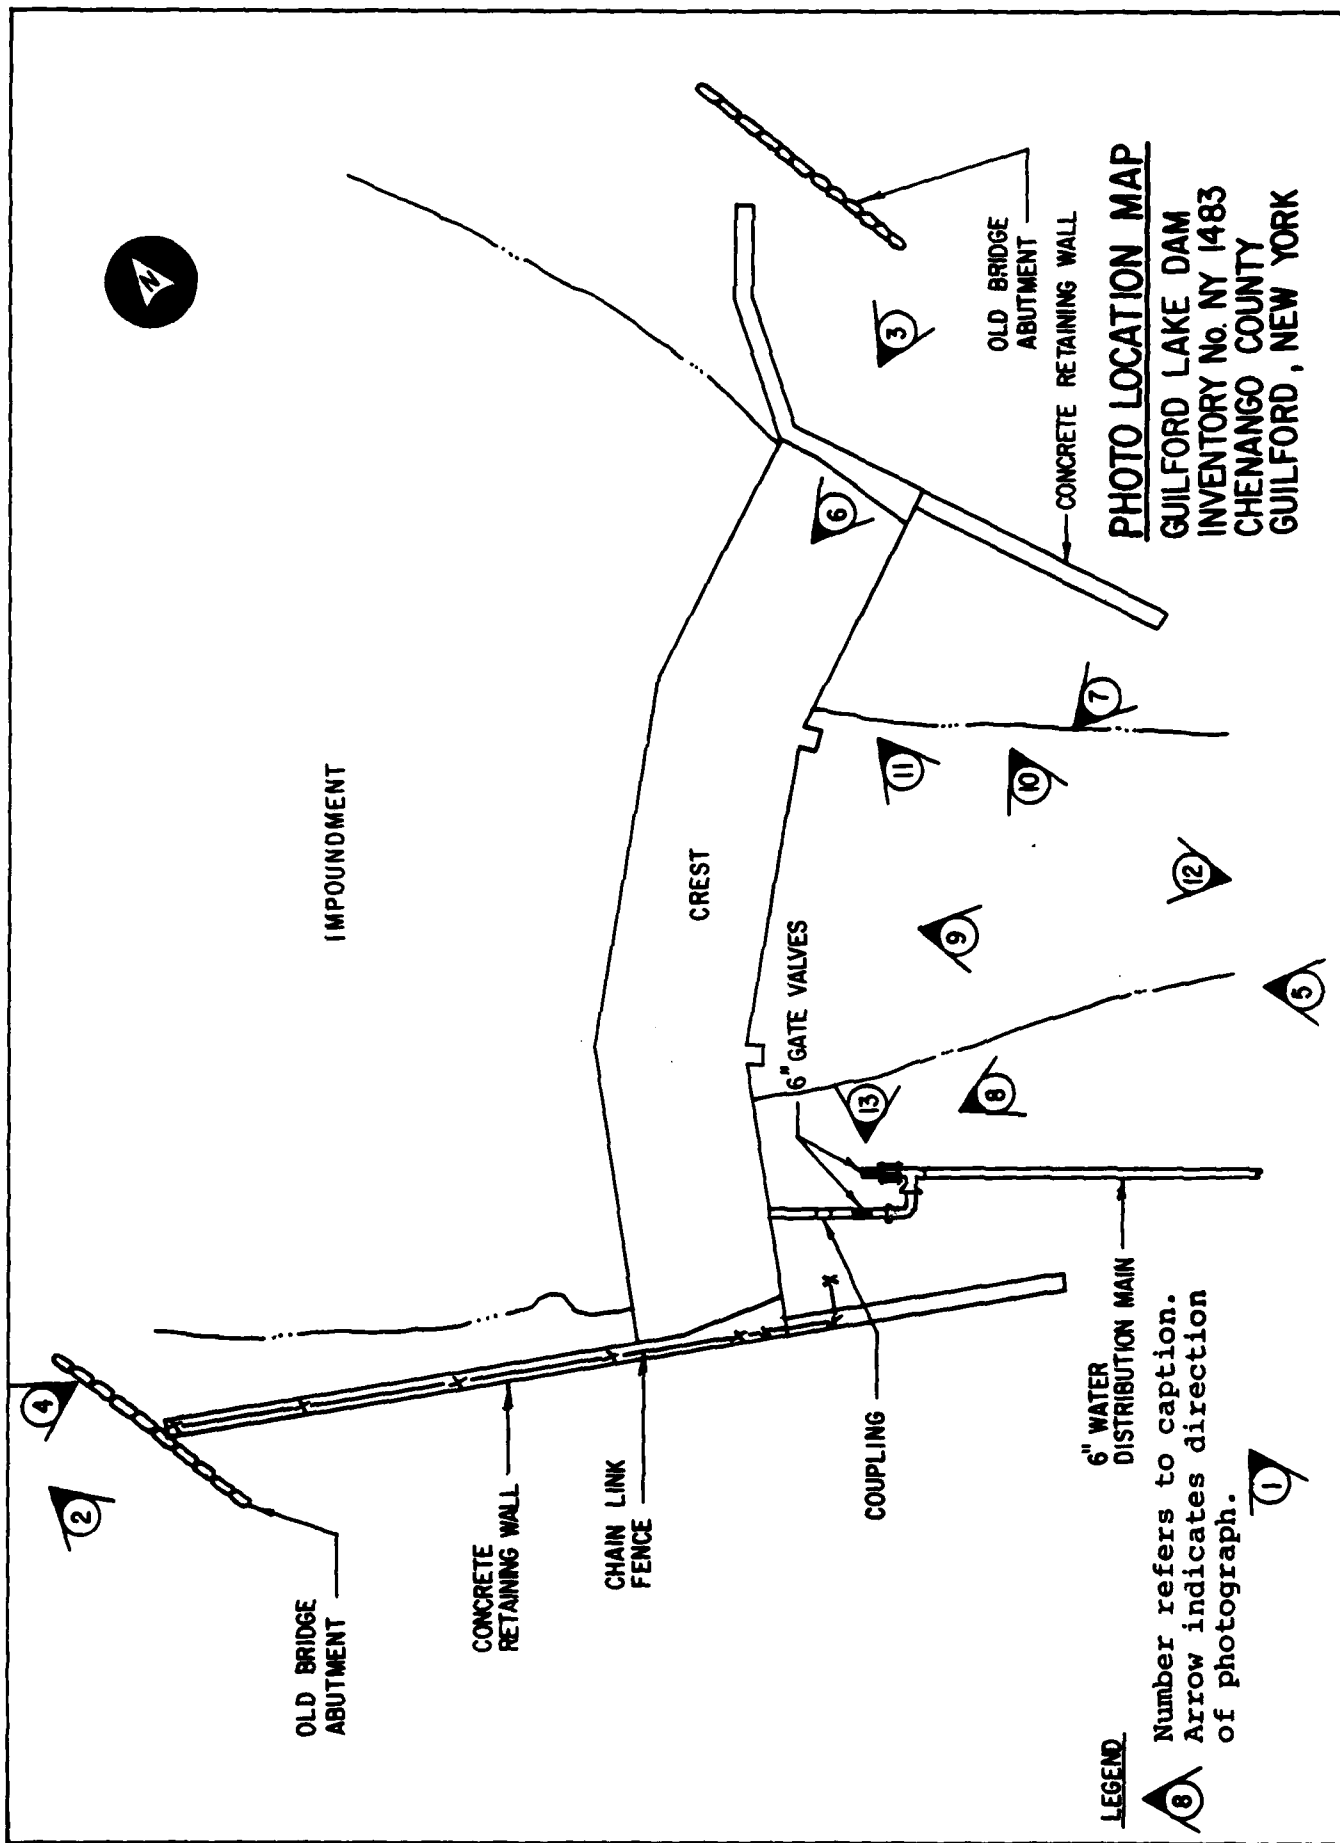 N
IMPOUNDMENT
CREST
OLD BRIDGE
ABUTMENT
CONCRETE RETAINING WALL
OLD BRIDGE
ABUTMENT
CONCRETE
RETAINING WALL
CHAIN LINK
FENCE
COUPLING
6" GATE VALVES
6" WATER
DISTRIBUTION MAIN
1
2
3
4
5
6
7
8
9
10
11
12
13
LEGEND
8
Number refers to caption.
Arrow indicates direction
of photograph.
PHOTO LOCATION MAP
GUILFORD LAKE DAM
INVENTORY No. NY 1483
CHENANGO COUNTY
GUILFORD, NEW YORK